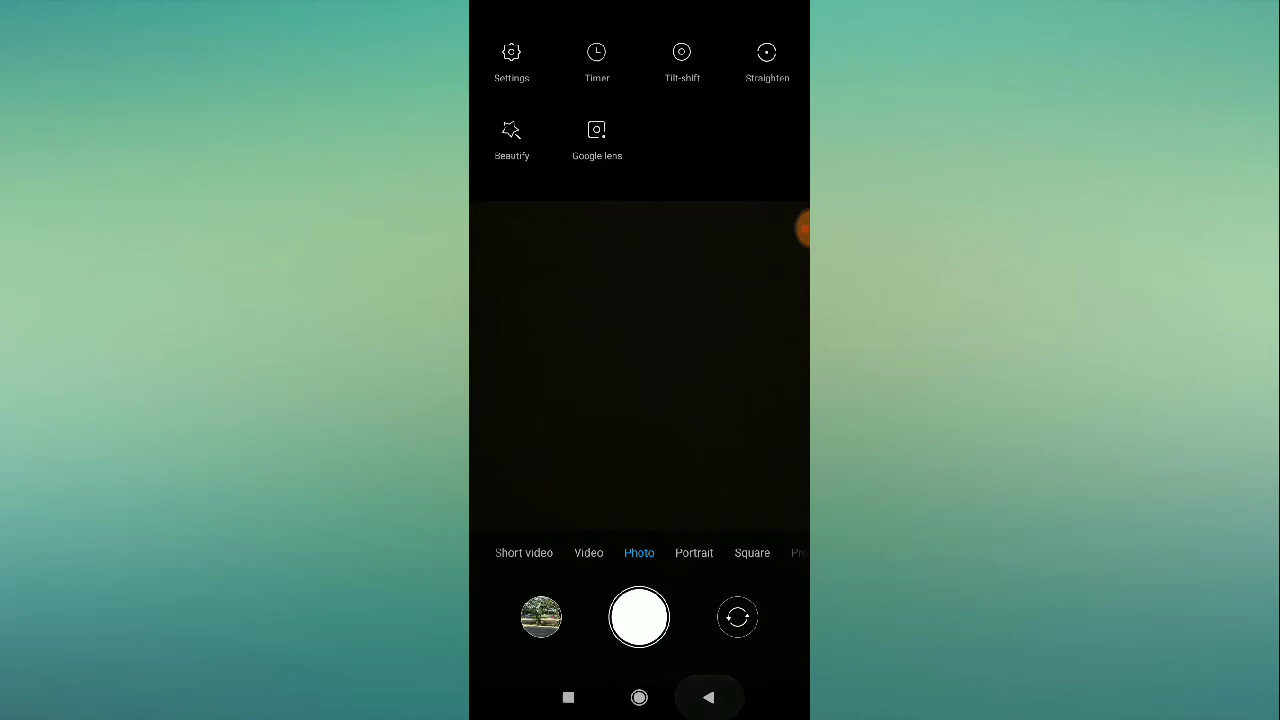 Settings Timer Tilt-shift Straighten
Beautify Google lens
Short video Video Photo Portrait Square Pro